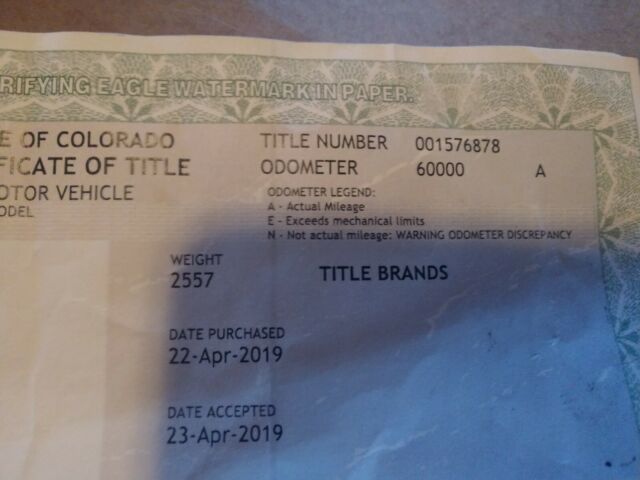 RIFYING EAGLE WATERMARK IN PAPER.
E OF COLORADO
FICATE OF TITLE
OTOR VEHICLE
ODEL
TITLE NUMBER 001576878
ODOMETER 60000 A
ODOMETER LEGEND:
A - Actual Mileage
E - Exceeds mechanical limits
N - Not actual mileage: WARNING ODOMETER DISCREPANCY
WEIGHT
2557
TITLE BRANDS
DATE PURCHASED
22-Apr-2019
DATE ACCEPTED
23-Apr-2019